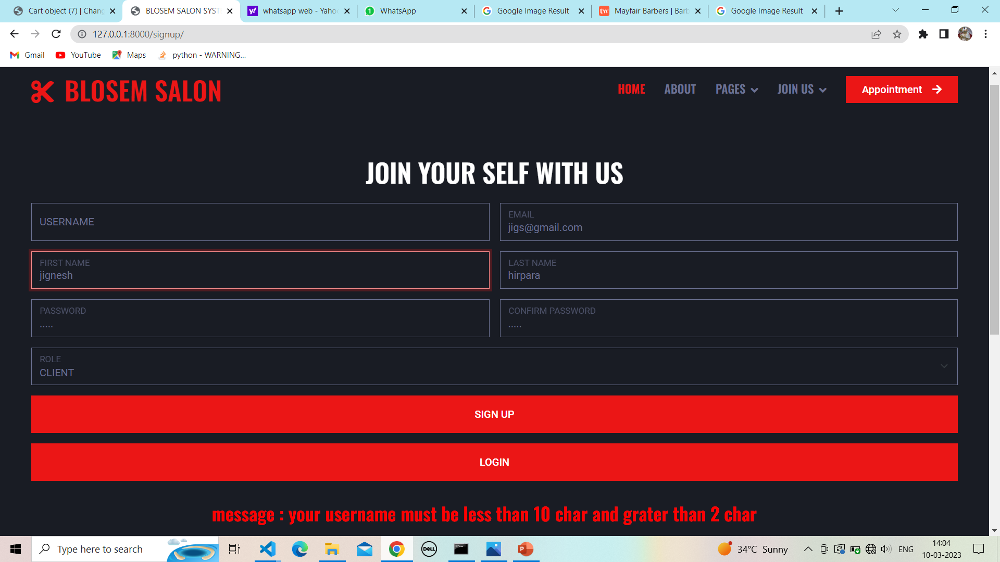 Cart object (7) | Chang
BLOSEM SALON SYST
whatsapp web - Yahoo
WhatsApp
Google Image Result
Mayfair Barbers | Barb
Google Image Result
127.0.0.1:8000/signup/
Gmail
YouTube
Maps
python - WARNING...
BLOSEM SALON
HOME
ABOUT
PAGES
JOIN US
Appointment
JOIN YOUR SELF WITH US
USERNAME
EMAIL
jigs@gmail.com
FIRST NAME
jignesh
LAST NAME
hirpara
PASSWORD
.....
CONFIRM PASSWORD
.....
ROLE
CLIENT
SIGN UP
LOGIN
message : your username must be less than 10 char and grater than 2 char
Type here to search
DELL
34°C Sunny
ENG
14:04
10-03-2023